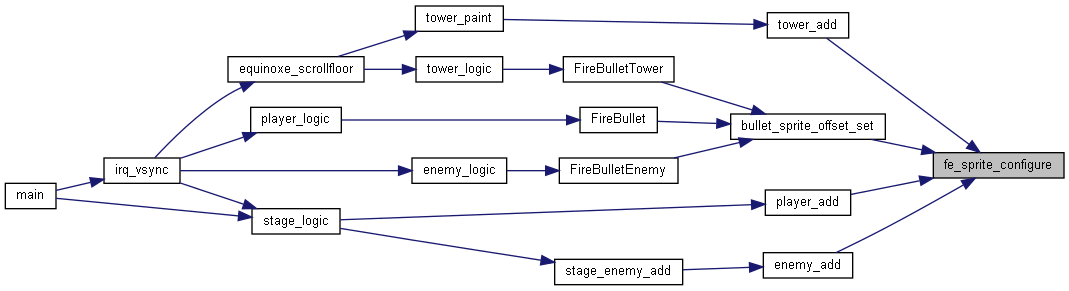 tower_paint
tower_add
equinoxe_scrollfloor
tower_logic
FireBulletTower
player_logic
FireBullet
bullet_sprite_offset_set
irq_vsync
enemy_logic
FireBulletEnemy
fe_sprite_configure
main
stage_logic
player_add
stage_enemy_add
enemy_add